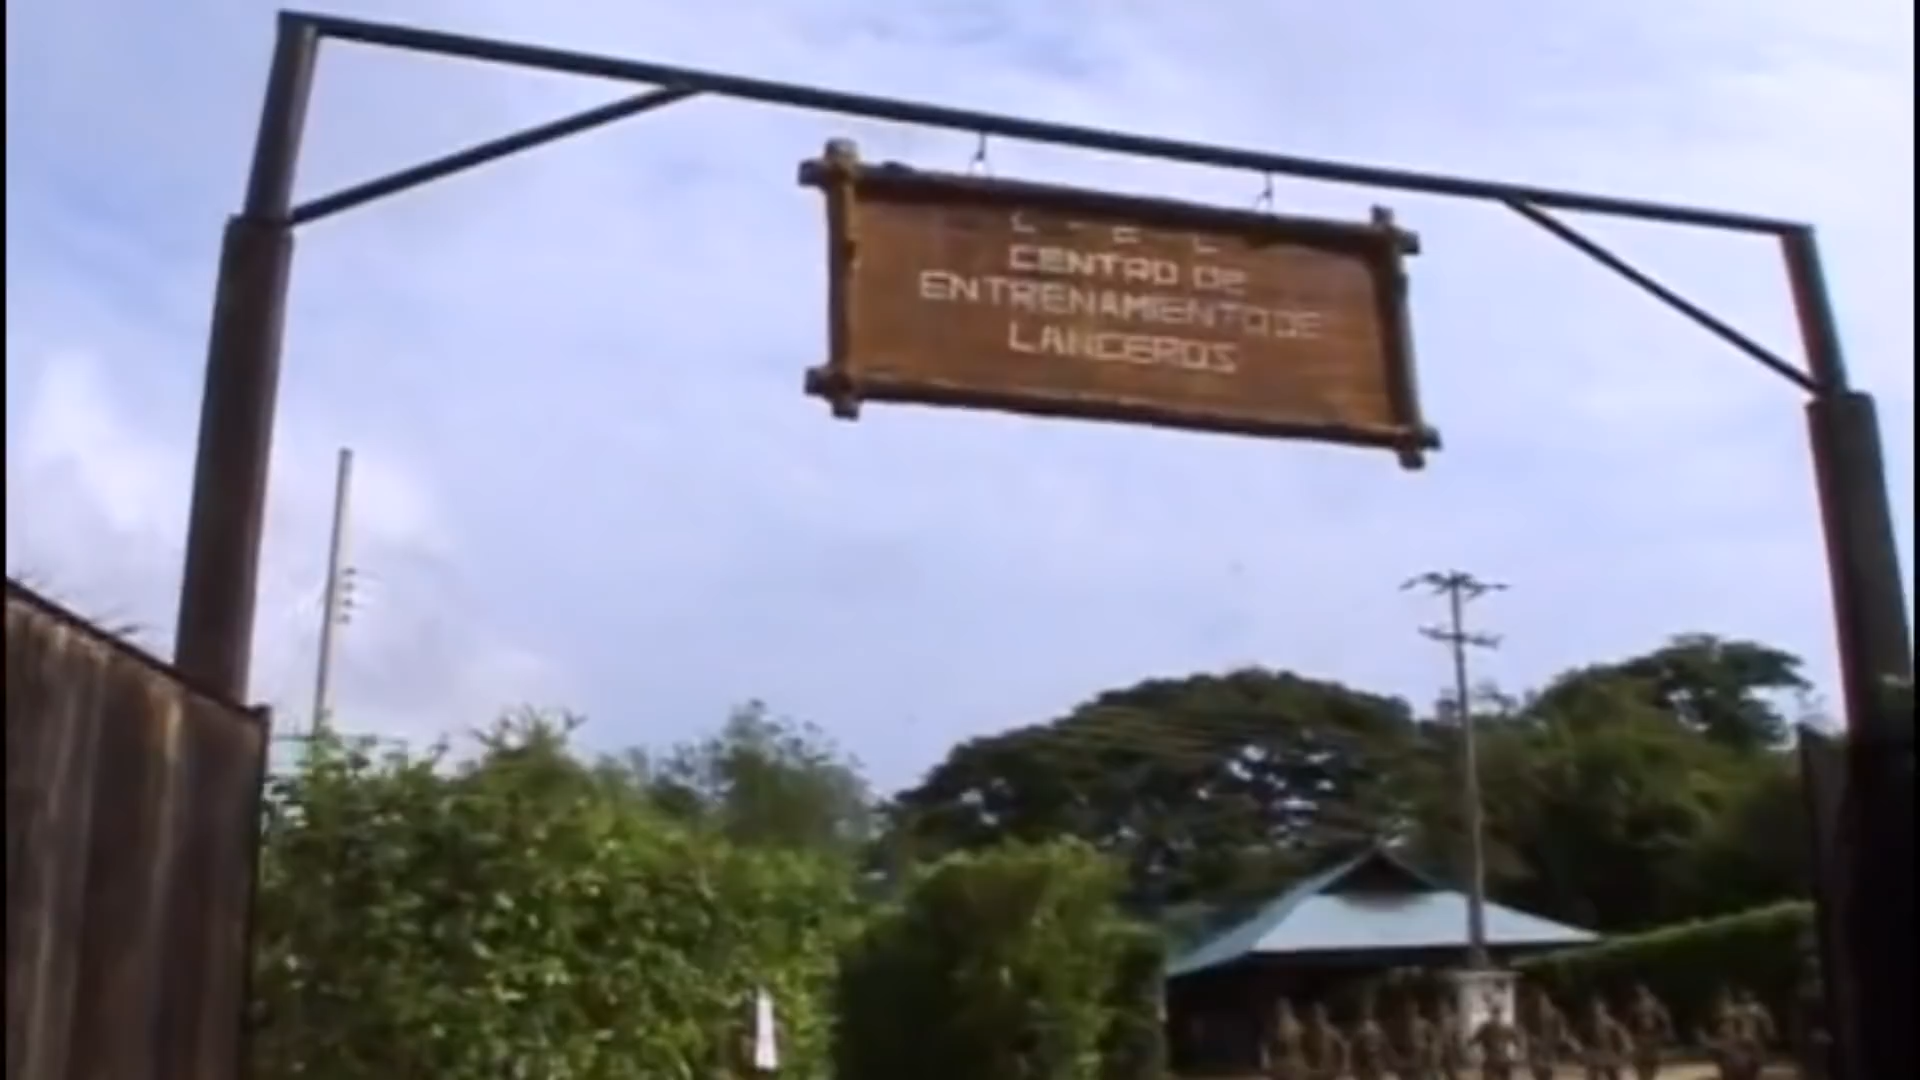 C - E - L
CENTRO DE
ENTRENAMIENTO DE
LANCEROS